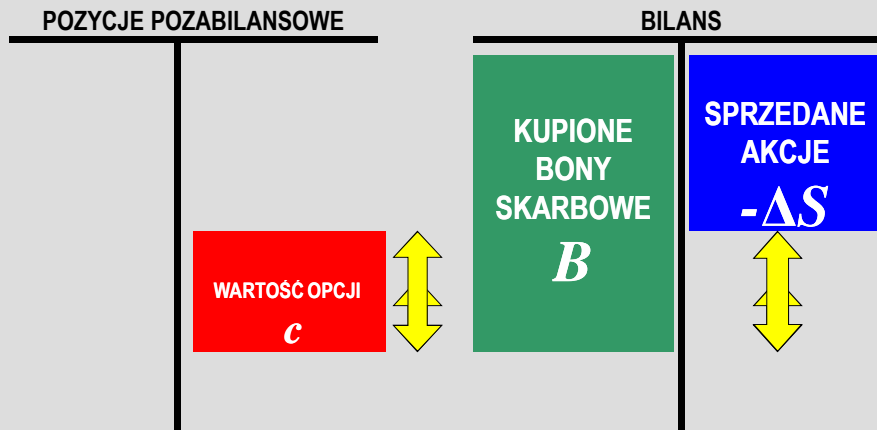 POZYCJE POZABILANSOWE
BILANS
WARTOŚĆ OPCJI
c
KUPIONE
BONY
SKARBOWE
B
SPRZEDANE
AKCJE
-ΔS